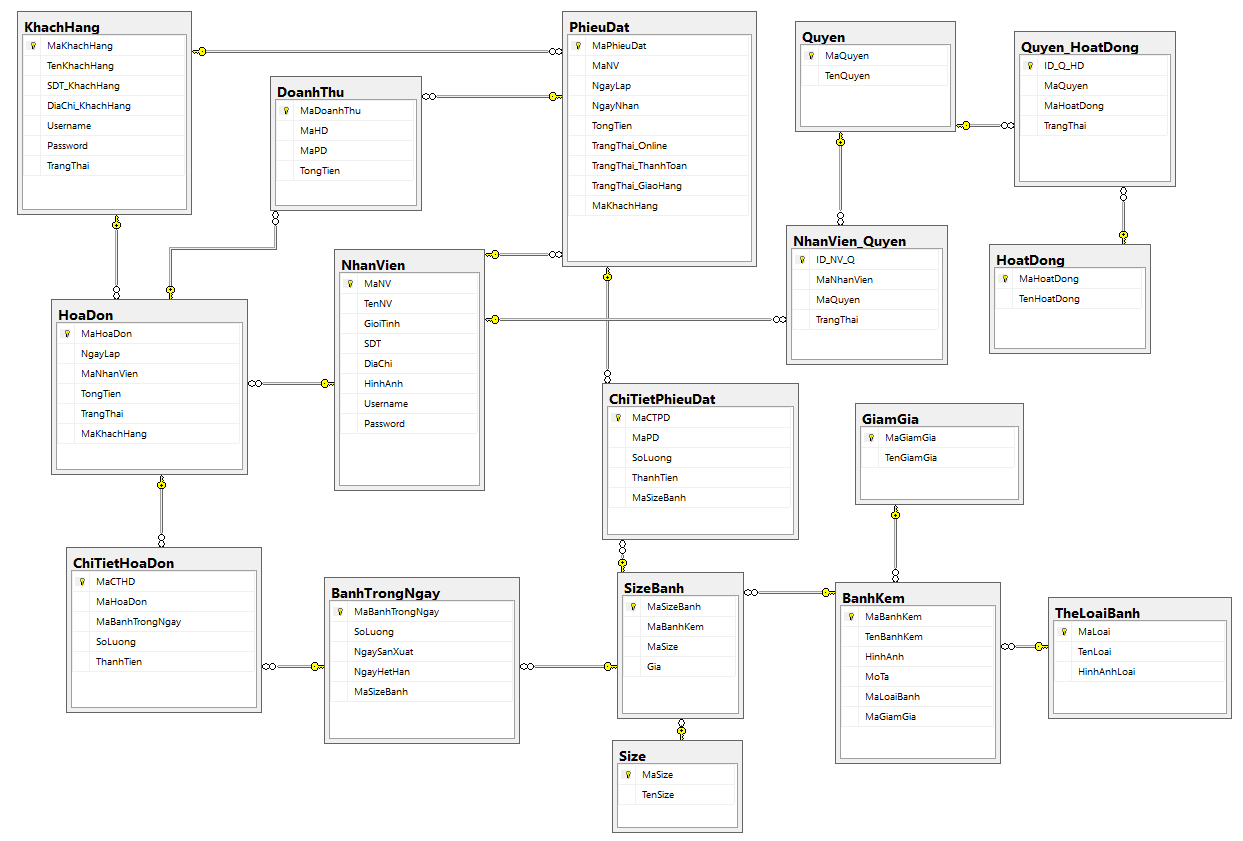 KhachHang
MaKhachHang
TenKhachHang
SDT_KhachHang
DiaChi_KhachHang
Username
Password
TrangThai
DoanhThu
MaDoanhThu
MaHD
MaPD
TongTien
PhieuDat
MaPhieuDat
MaNV
NgayLap
NgayNhan
TongTien
TrangThai_Online
TrangThai_ThanhToan
TrangThai_GiaoHang
MaKhachHang
Quyen
MaQuyen
TenQuyen
Quyen_HoatDong
ID_Q_HD
MaQuyen
MaHoatDong
TrangThai
NhanVien
MaNV
TenNV
GioiTinh
SDT
DiaChi
HinhAnh
Username
Password
NhanVien_Quyen
ID_NV_Q
MaNhanVien
MaQuyen
TrangThai
HoatDong
MaHoatDong
TenHoatDong
HoaDon
MaHoaDon
NgayLap
MaNhanVien
TongTien
TrangThai
MaKhachHang
ChiTietPhieuDat
MaCTPD
MaPD
SoLuong
ThanhTien
MaSizeBanh
GiamGia
MaGiamGia
TenGiamGia
ChiTietHoaDon
MaCTHD
MaHoaDon
MaBanhTrongNgay
SoLuong
ThanhTien
BanhTrongNgay
MaBanhTrongNgay
SoLuong
NgaySanXuat
NgayHetHan
MaSizeBanh
SizeBanh
MaSizeBanh
MaBanhKem
MaSize
Gia
BanhKem
MaBanhKem
TenBanhKem
HinhAnh
MoTa
MaLoaiBanh
MaGiamGia
TheLoaiBanh
MaLoai
TenLoai
HinhAnhLoai
Size
MaSize
TenSize